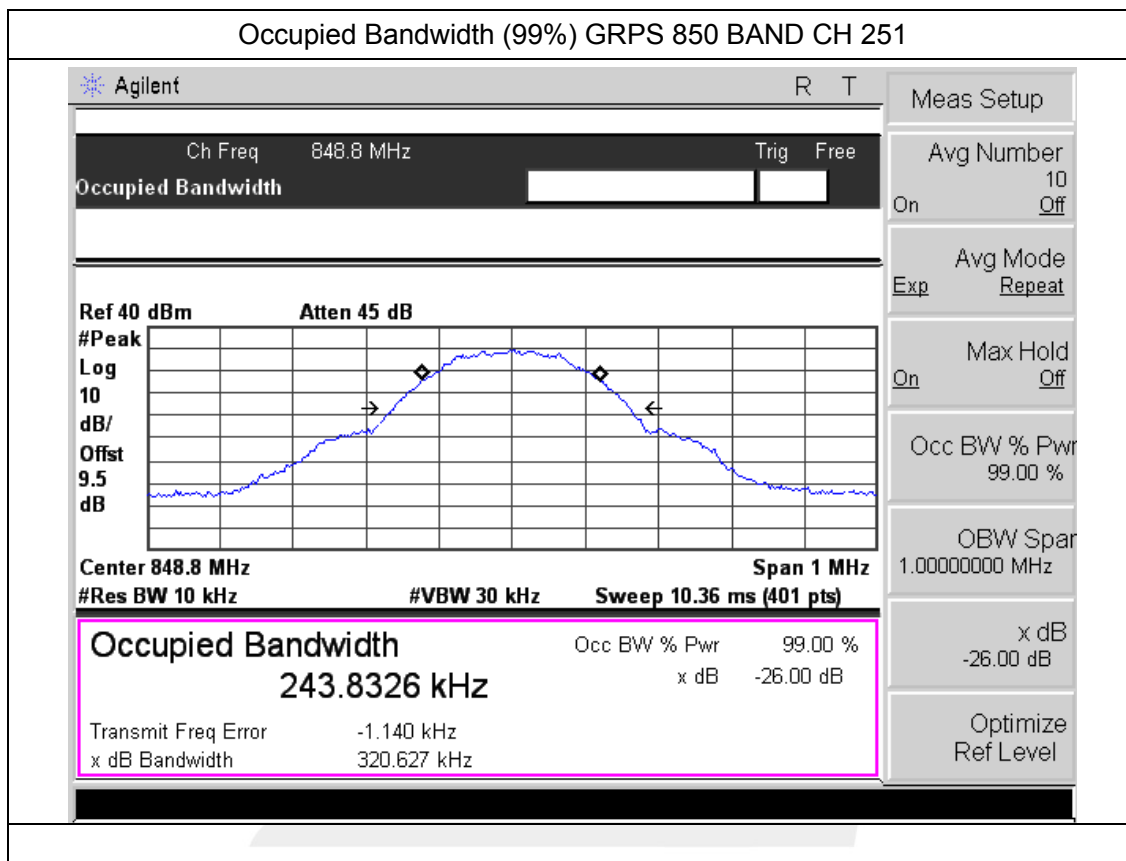 Occupied Bandwidth (99%) GRPS 850 BAND CH 251
Agilent R T
Ch Freq 848.8 MHz Trig Free
Occupied Bandwidth
Ref 40 dBm Atten 45 dB
#Peak
Log
10
dB/
Offst
9.5
dB
Center 848.8 MHz Span 1 MHz
#Res BW 10 kHz #VBW 30 kHz Sweep 10.36 ms (401 pts)
Occupied Bandwidth
243.8326 kHz
Occ BW % Pwr 99.00 %
x dB -26.00 dB
Transmit Freq Error -1.140 kHz
x dB Bandwidth 320.627 kHz
Meas Setup
Avg Number
10
On Off
Avg Mode
Exp Repeat
Max Hold
On Off
Occ BW % Pwr
99.00 %
OBW Span
1.00000000 MHz
x dB
-26.00 dB
Optimize
Ref Level